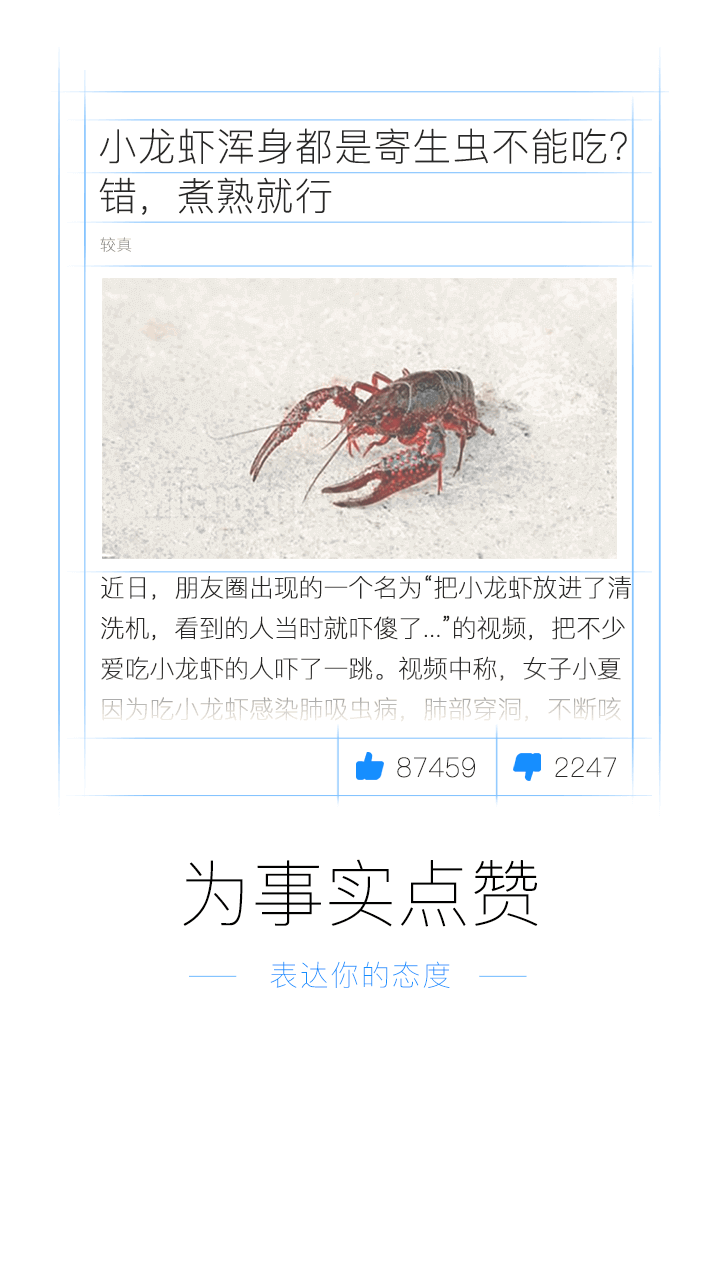 小龙虾浑身都是寄生虫不能吃？
错，煮熟就行
较真
近日，朋友圈出现的一个名为“把小龙虾放进了清
洗机，看到的人当时就吓傻了...”的视频，把不少
爱吃小龙虾的人吓了一跳。视频中称，女子小夏
因为吃小龙虾感染肺吸虫病，肺部穿洞，不断咳
87459
2247
为事实点赞
表达你的态度